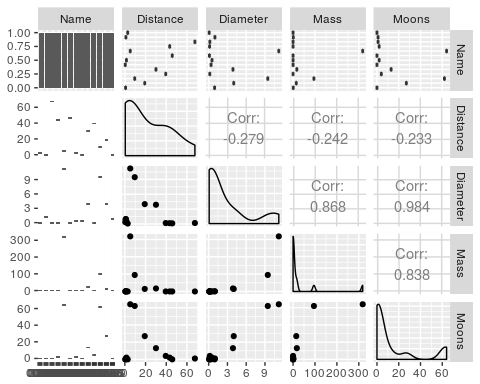 Name Distance Diameter Mass Moons
1.00
0.75
0.50
0.25
0.00
Name
60
40
20
0
Corr:
-0.279
Corr:
-0.242
Corr:
-0.233
Distance
9
6
3
0
Corr:
0.868
Corr:
0.984
Diameter
300
200
100
0
Corr:
0.838
Mass
60
40
20
0
Moons
0 20 40 60
0 3 6 9
0 100 200 300
0 20 40 60